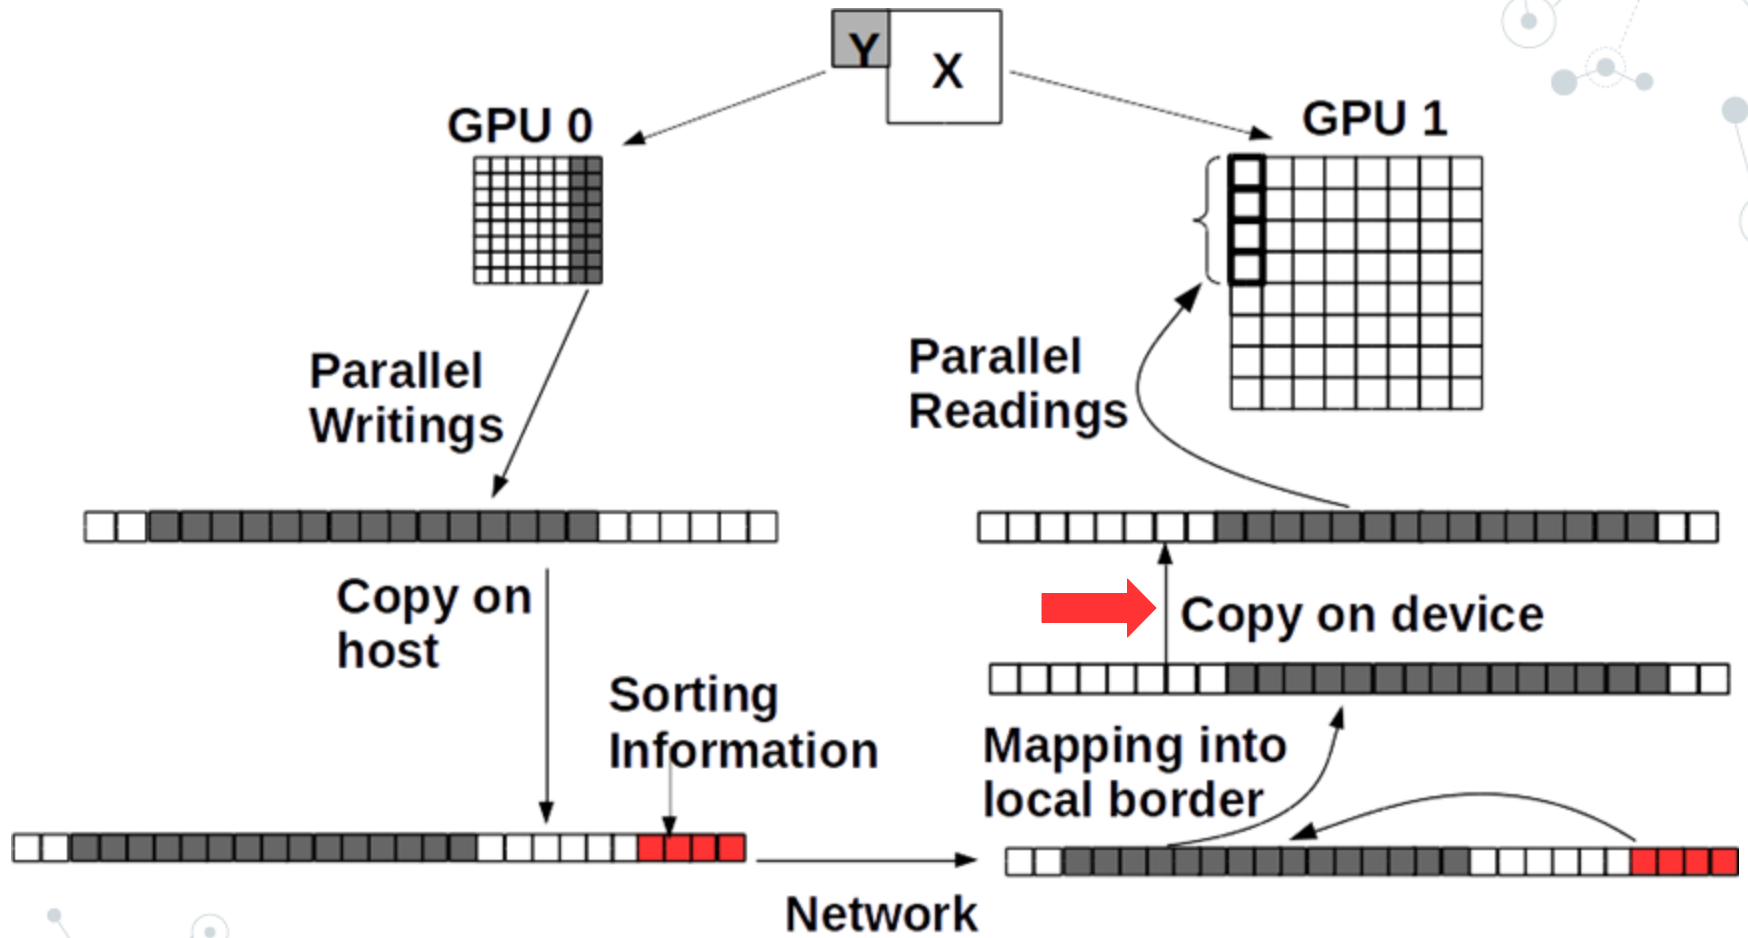 Y
X
GPU 0
GPU 1
Parallel
Writings
Parallel
Readings
Copy on
host
Copy on device
Sorting
Information
Mapping into
local border
Network